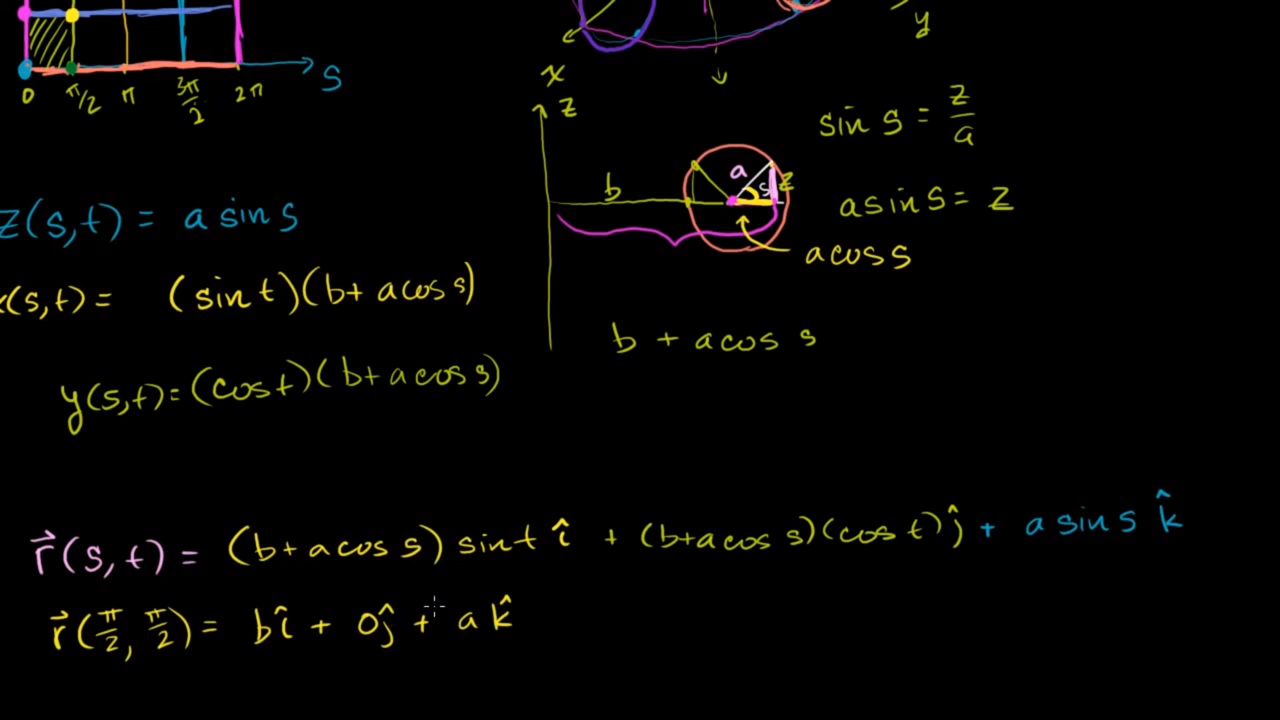 y
S
0 π/2 π 3π/2 2π
x
z
sin s = z/a
b
a
s
z
a sin s = z
a cos s
z(s,t) = a sin s
(s,t) = (sin t)(b + a cos s)
b + a cos s
y(s,t) = (cos t)(b + a cos s)
r⃗(s,t) = (b + a cos s) sin t î + (b + a cos s)(cos t) ĵ + a sin s k̂
r⃗(π/2, π/2) = b î + 0 ĵ + a k̂